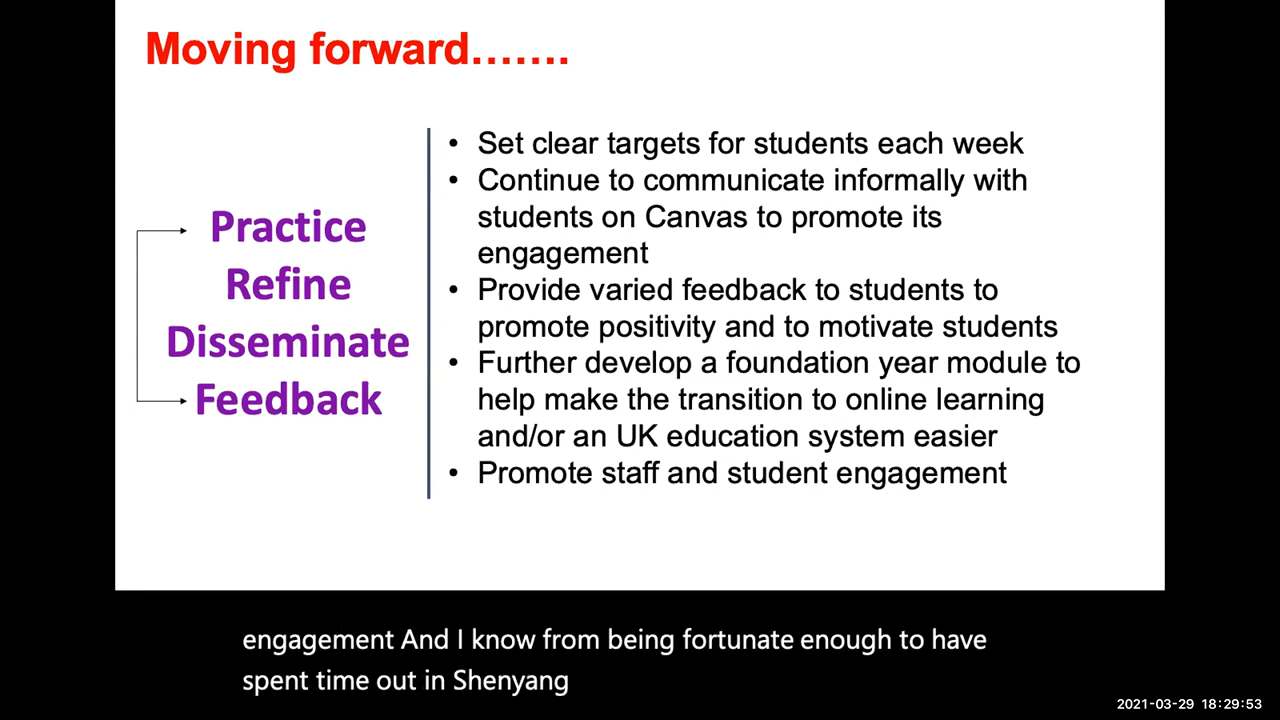 Moving forward.......
Practice
Refine
Disseminate
Feedback
• Set clear targets for students each week
• Continue to communicate informally with
students on Canvas to promote its
engagement
• Provide varied feedback to students to
promote positivity and to motivate students
• Further develop a foundation year module to
help make the transition to online learning
and/or an UK education system easier
• Promote staff and student engagement
engagement And I know from being fortunate enough to have
spent time out in Shenyang
2021-03-29 18:29:53